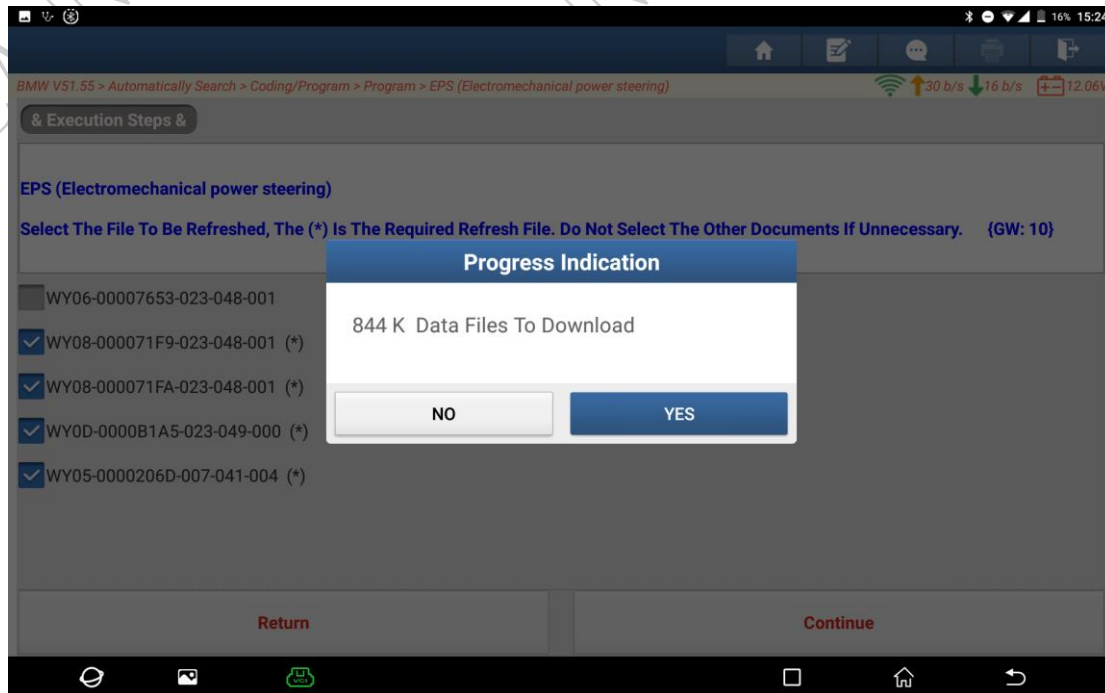 16% 15:24
BMW V51.55 > Automatically Search > Coding/Program > Program > EPS (Electromechanical power steering)
30 b/s 16 b/s 12.06V
& Execution Steps &
EPS (Electromechanical power steering)
Select The File To Be Refreshed, The (*) Is The Required Refresh File. Do Not Select The Other Documents If Unnecessary. {GW: 10}
Progress Indication
844 K Data Files To Download
NO YES
WY06-00007653-023-048-001
WY08-000071F9-023-048-001 (*)
WY08-000071FA-023-048-001 (*)
WY0D-0000B1A5-023-049-000 (*)
WY05-0000206D-007-041-004 (*)
Return Continue
VCI